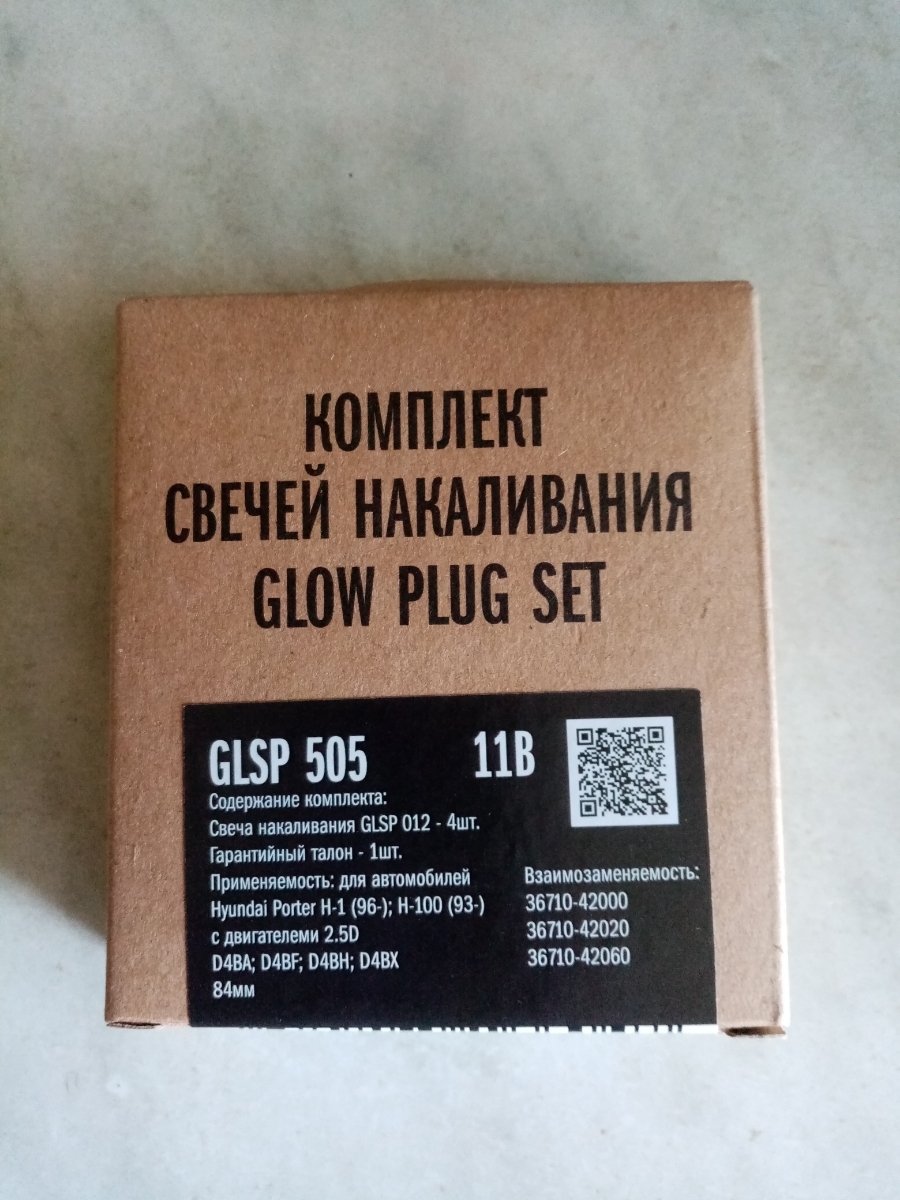 КОМПЛЕКТ
СВЕЧЕЙ НАКАЛИВАНИЯ
GLOW PLUG SET
GLSP 505 11В
Содержание комплекта:
Свеча накаливания GLSP 012 - 4шт.
Гарантийный талон - 1шт.
Применяемость: для автомобилей
Hyundai Porter H-1 (96-); H-100 (93-)
с двигателеми 2.5D
D4BA; D4BF; D4BH; D4BX
84мм
Взаимозаменяемость:
36710-42000
36710-42020
36710-42060